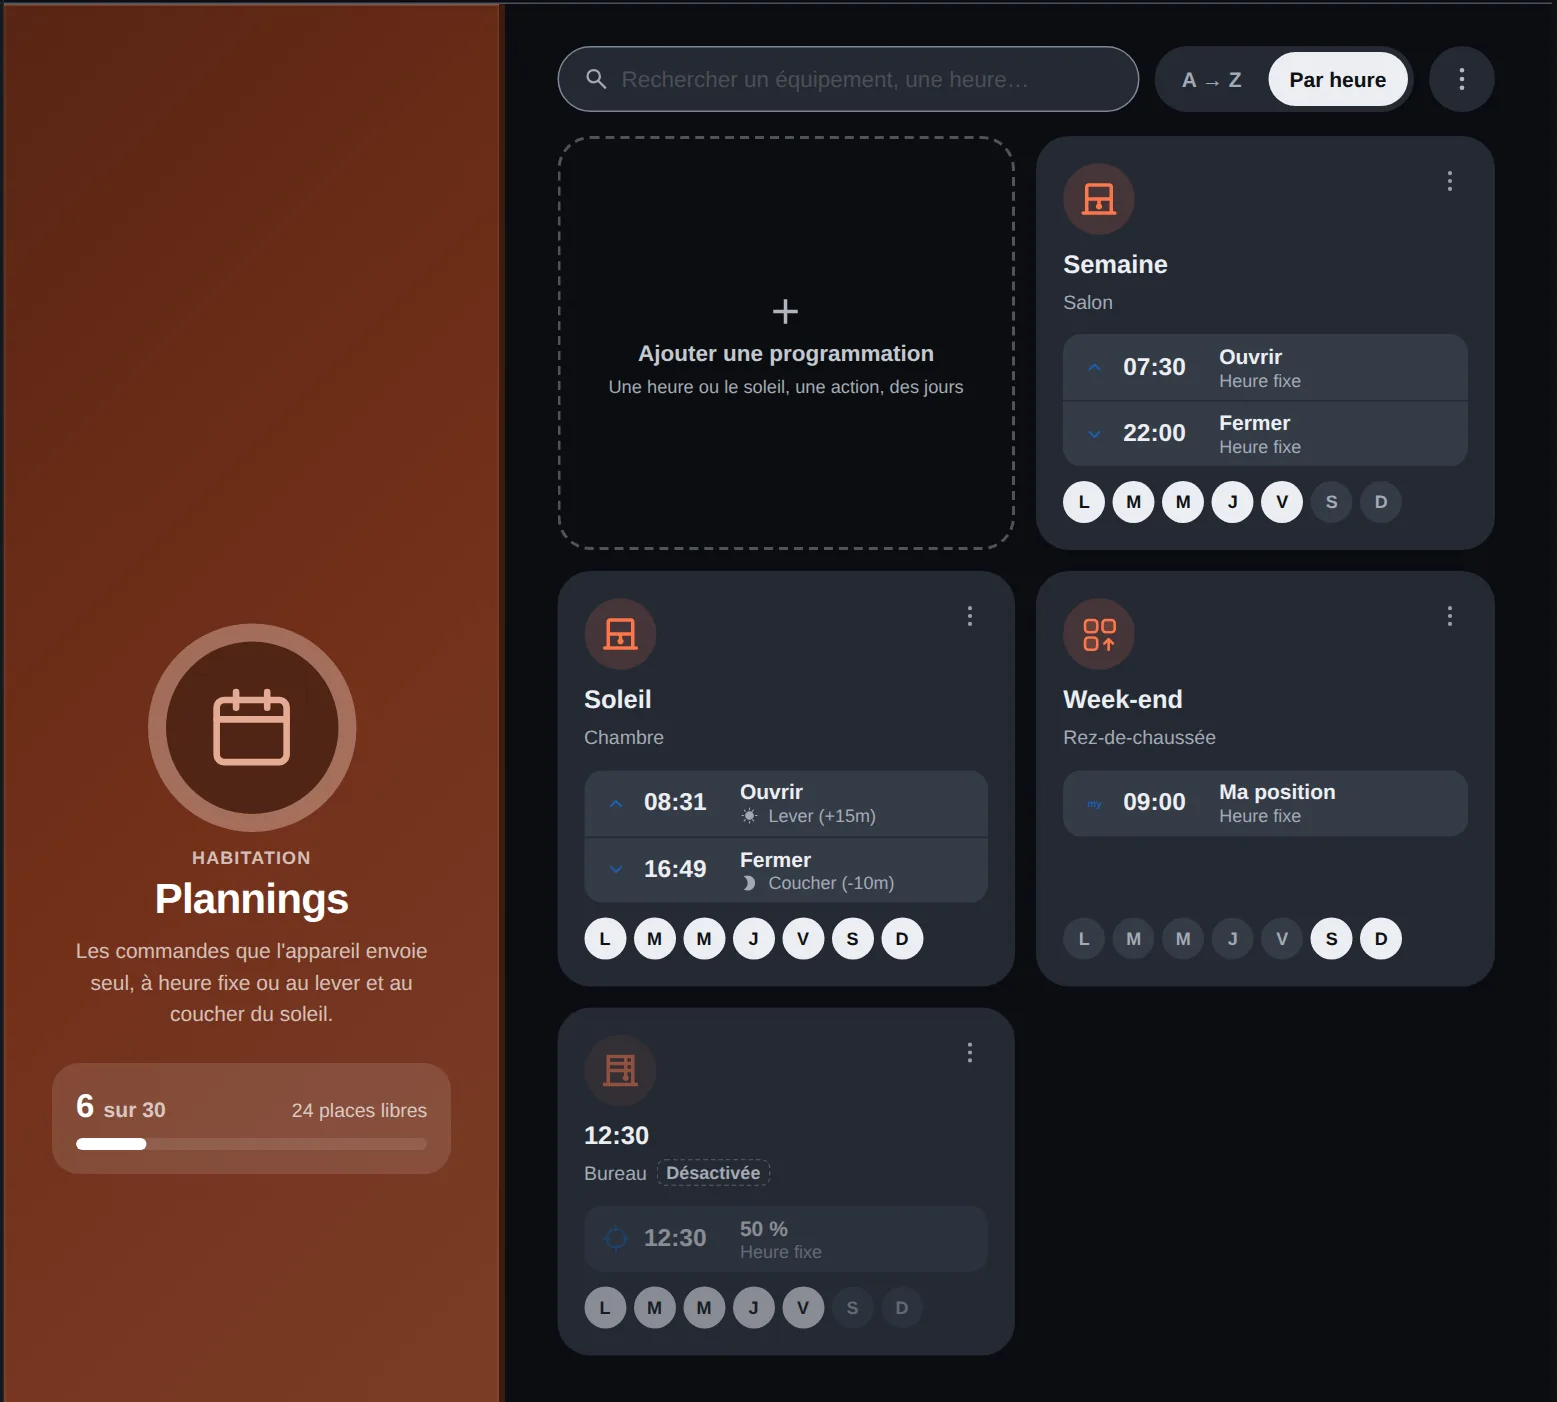 HABITATION
Plannings
Les commandes que l'appareil envoie
seul, à heure fixe ou au lever et au
coucher du soleil.
6 sur 30
24 places libres
Rechercher un équipement, une heure…
A → Z
Par heure
Ajouter une programmation
Une heure ou le soleil, une action, des jours
Semaine
Salon
07:30
Ouvrir
Heure fixe
22:00
Fermer
Heure fixe
L M M J V S D
Soleil
Chambre
08:31
Ouvrir
Lever (+15m)
16:49
Fermer
Coucher (-10m)
L M M J V S D
Week-end
Rez-de-chaussée
my
09:00
Ma position
Heure fixe
L M M J V S D
12:30
Bureau Désactivée
12:30
50 %
Heure fixe
L M M J V S D